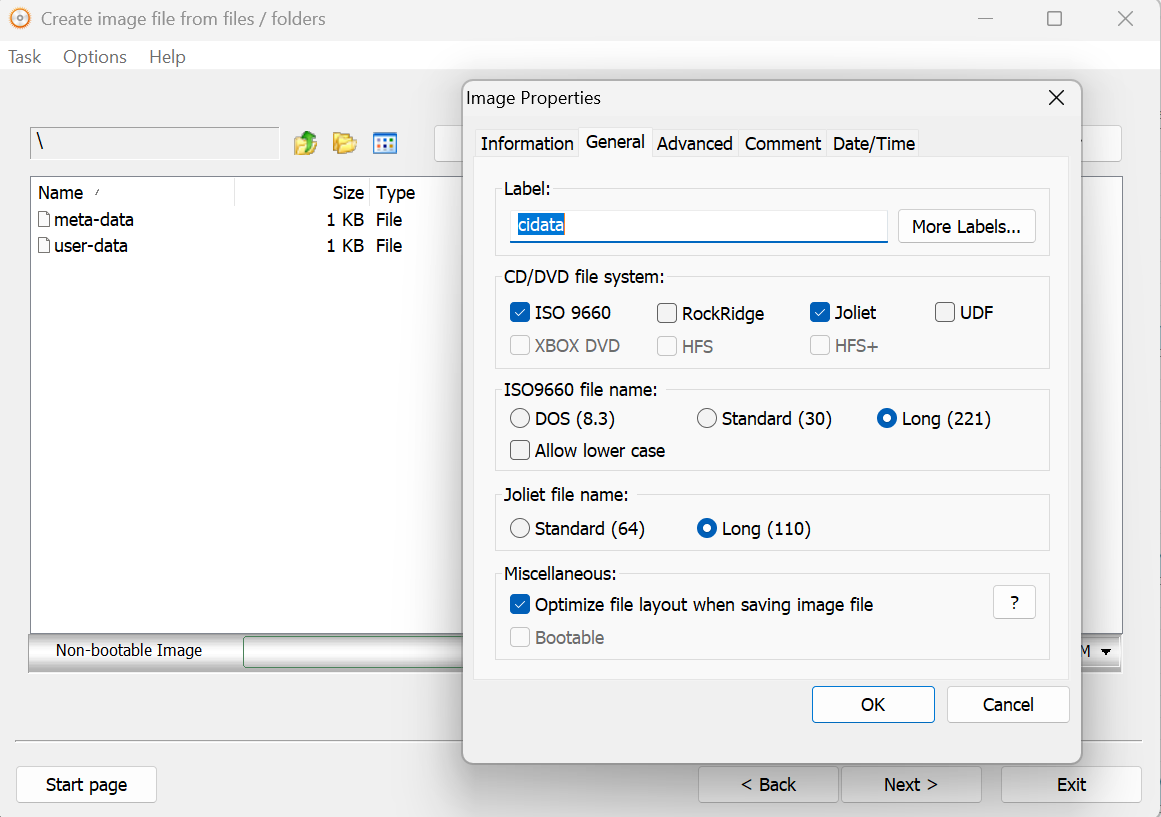 Create image file from files / folders
Task Options Help
\
Name Size Type
meta-data 1 KB File
user-data 1 KB File
Non-bootable Image
Start page
< Back
Next >
Exit
Image Properties
Information General Advanced Comment Date/Time
Label:
cidata
More Labels...
CD/DVD file system:
ISO 9660 RockRidge Joliet UDF
XBOX DVD HFS HFS+
ISO9660 file name:
DOS (8.3) Standard (30) Long (221)
Allow lower case
Joliet file name:
Standard (64) Long (110)
Miscellaneous:
Optimize file layout when saving image file
?
Bootable
OK Cancel